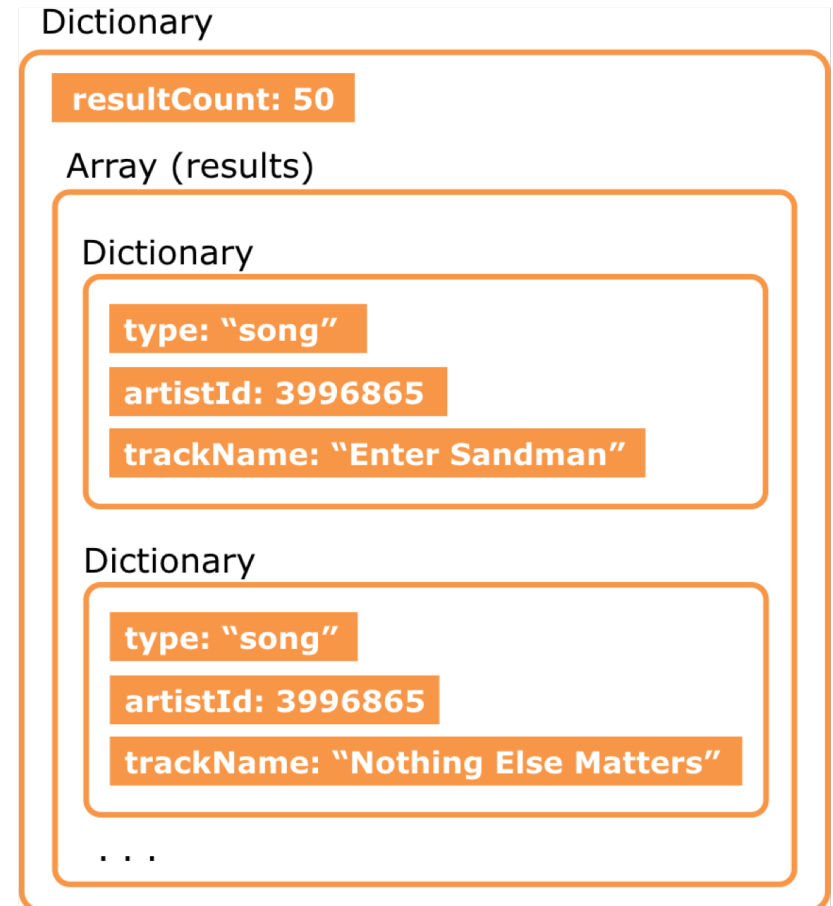 Dictionary
resultCount: 50
Array (results)
Dictionary
type: “song”
artistId: 3996865
trackName: “Enter Sandman”
Dictionary
type: “song”
artistId: 3996865
trackName: “Nothing Else Matters”
. . .